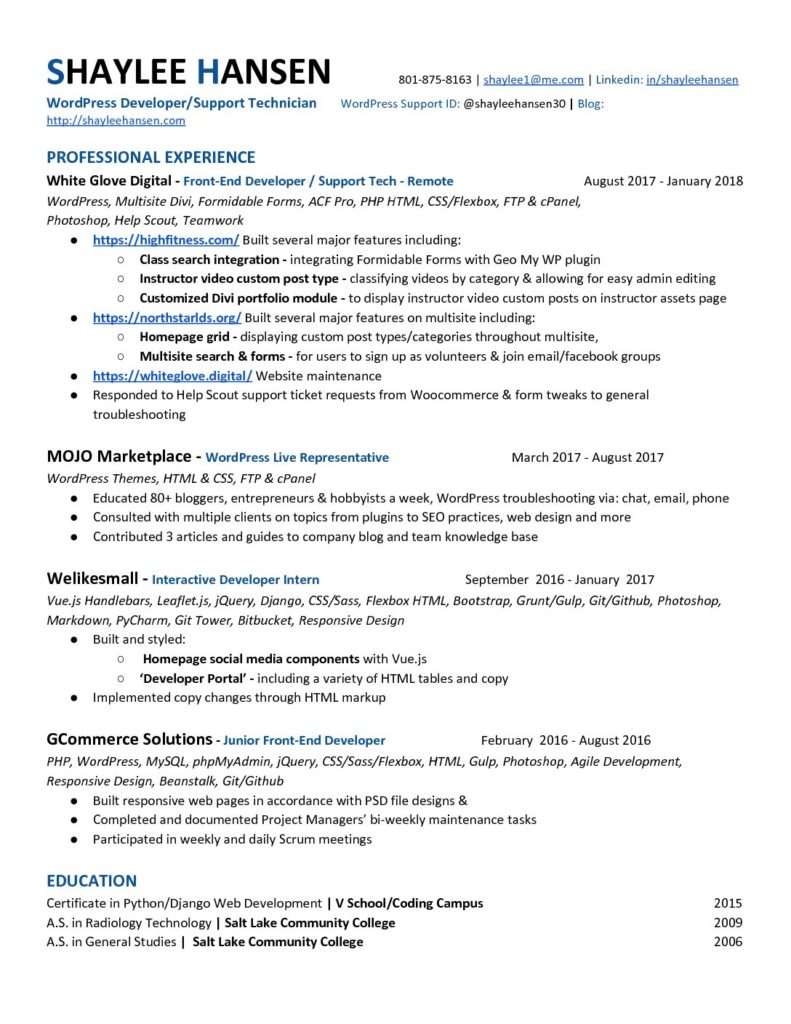 SHAYLEE HANSEN 801-875-8163 | shaylee1@me.com | Linkedin: in/shayleehansen
WordPress Developer/Support Technician WordPress Support ID: @shayleehansen30 | Blog:
http://shayleehansen.com
PROFESSIONAL EXPERIENCE
White Glove Digital - Front-End Developer / Support Tech - Remote August 2017 - January 2018
WordPress, Multisite Divi, Formidable Forms, ACF Pro, PHP HTML, CSS/Flexbox, FTP & cPanel,
Photoshop, Help Scout, Teamwork
● https://highfitness.com/ Built several major features including:
○ Class search integration - integrating Formidable Forms with Geo My WP plugin
○ Instructor video custom post type - classifying videos by category & allowing for easy admin editing
○ Customized Divi portfolio module - to display instructor video custom posts on instructor assets page
● https://northstarlds.org/ Built several major features on multisite including:
○ Homepage grid - displaying custom post types/categories throughout multisite,
○ Multisite search & forms - for users to sign up as volunteers & join email/facebook groups
● https://whiteglove.digital/ Website maintenance
● Responded to Help Scout support ticket requests from Woocommerce & form tweaks to general
troubleshooting
MOJO Marketplace - WordPress Live Representative March 2017 - August 2017
WordPress Themes, HTML & CSS, FTP & cPanel
● Educated 80+ bloggers, entrepreneurs & hobbyists a week, WordPress troubleshooting via: chat, email, phone
● Consulted with multiple clients on topics from plugins to SEO practices, web design and more
● Contributed 3 articles and guides to company blog and team knowledge base
Welikesmall - Interactive Developer Intern September 2016 - January 2017
Vue.js Handlebars, Leaflet.js, jQuery, Django, CSS/Sass, Flexbox HTML, Bootstrap, Grunt/Gulp, Git/Github, Photoshop,
Markdown, PyCharm, Git Tower, Bitbucket, Responsive Design
● Built and styled:
○ Homepage social media components with Vue.js
○ ‘Developer Portal’ - including a variety of HTML tables and copy
● Implemented copy changes through HTML markup
GCommerce Solutions - Junior Front-End Developer February 2016 - August 2016
PHP, WordPress, MySQL, phpMyAdmin, jQuery, CSS/Sass/Flexbox, HTML, Gulp, Photoshop, Agile Development,
Responsive Design, Beanstalk, Git/Github
● Built responsive web pages in accordance with PSD file designs &
● Completed and documented Project Managers’ bi-weekly maintenance tasks
● Participated in weekly and daily Scrum meetings
EDUCATION
Certificate in Python/Django Web Development | V School/Coding Campus 2015
A.S. in Radiology Technology | Salt Lake Community College 2009
A.S. in General Studies | Salt Lake Community College 2006